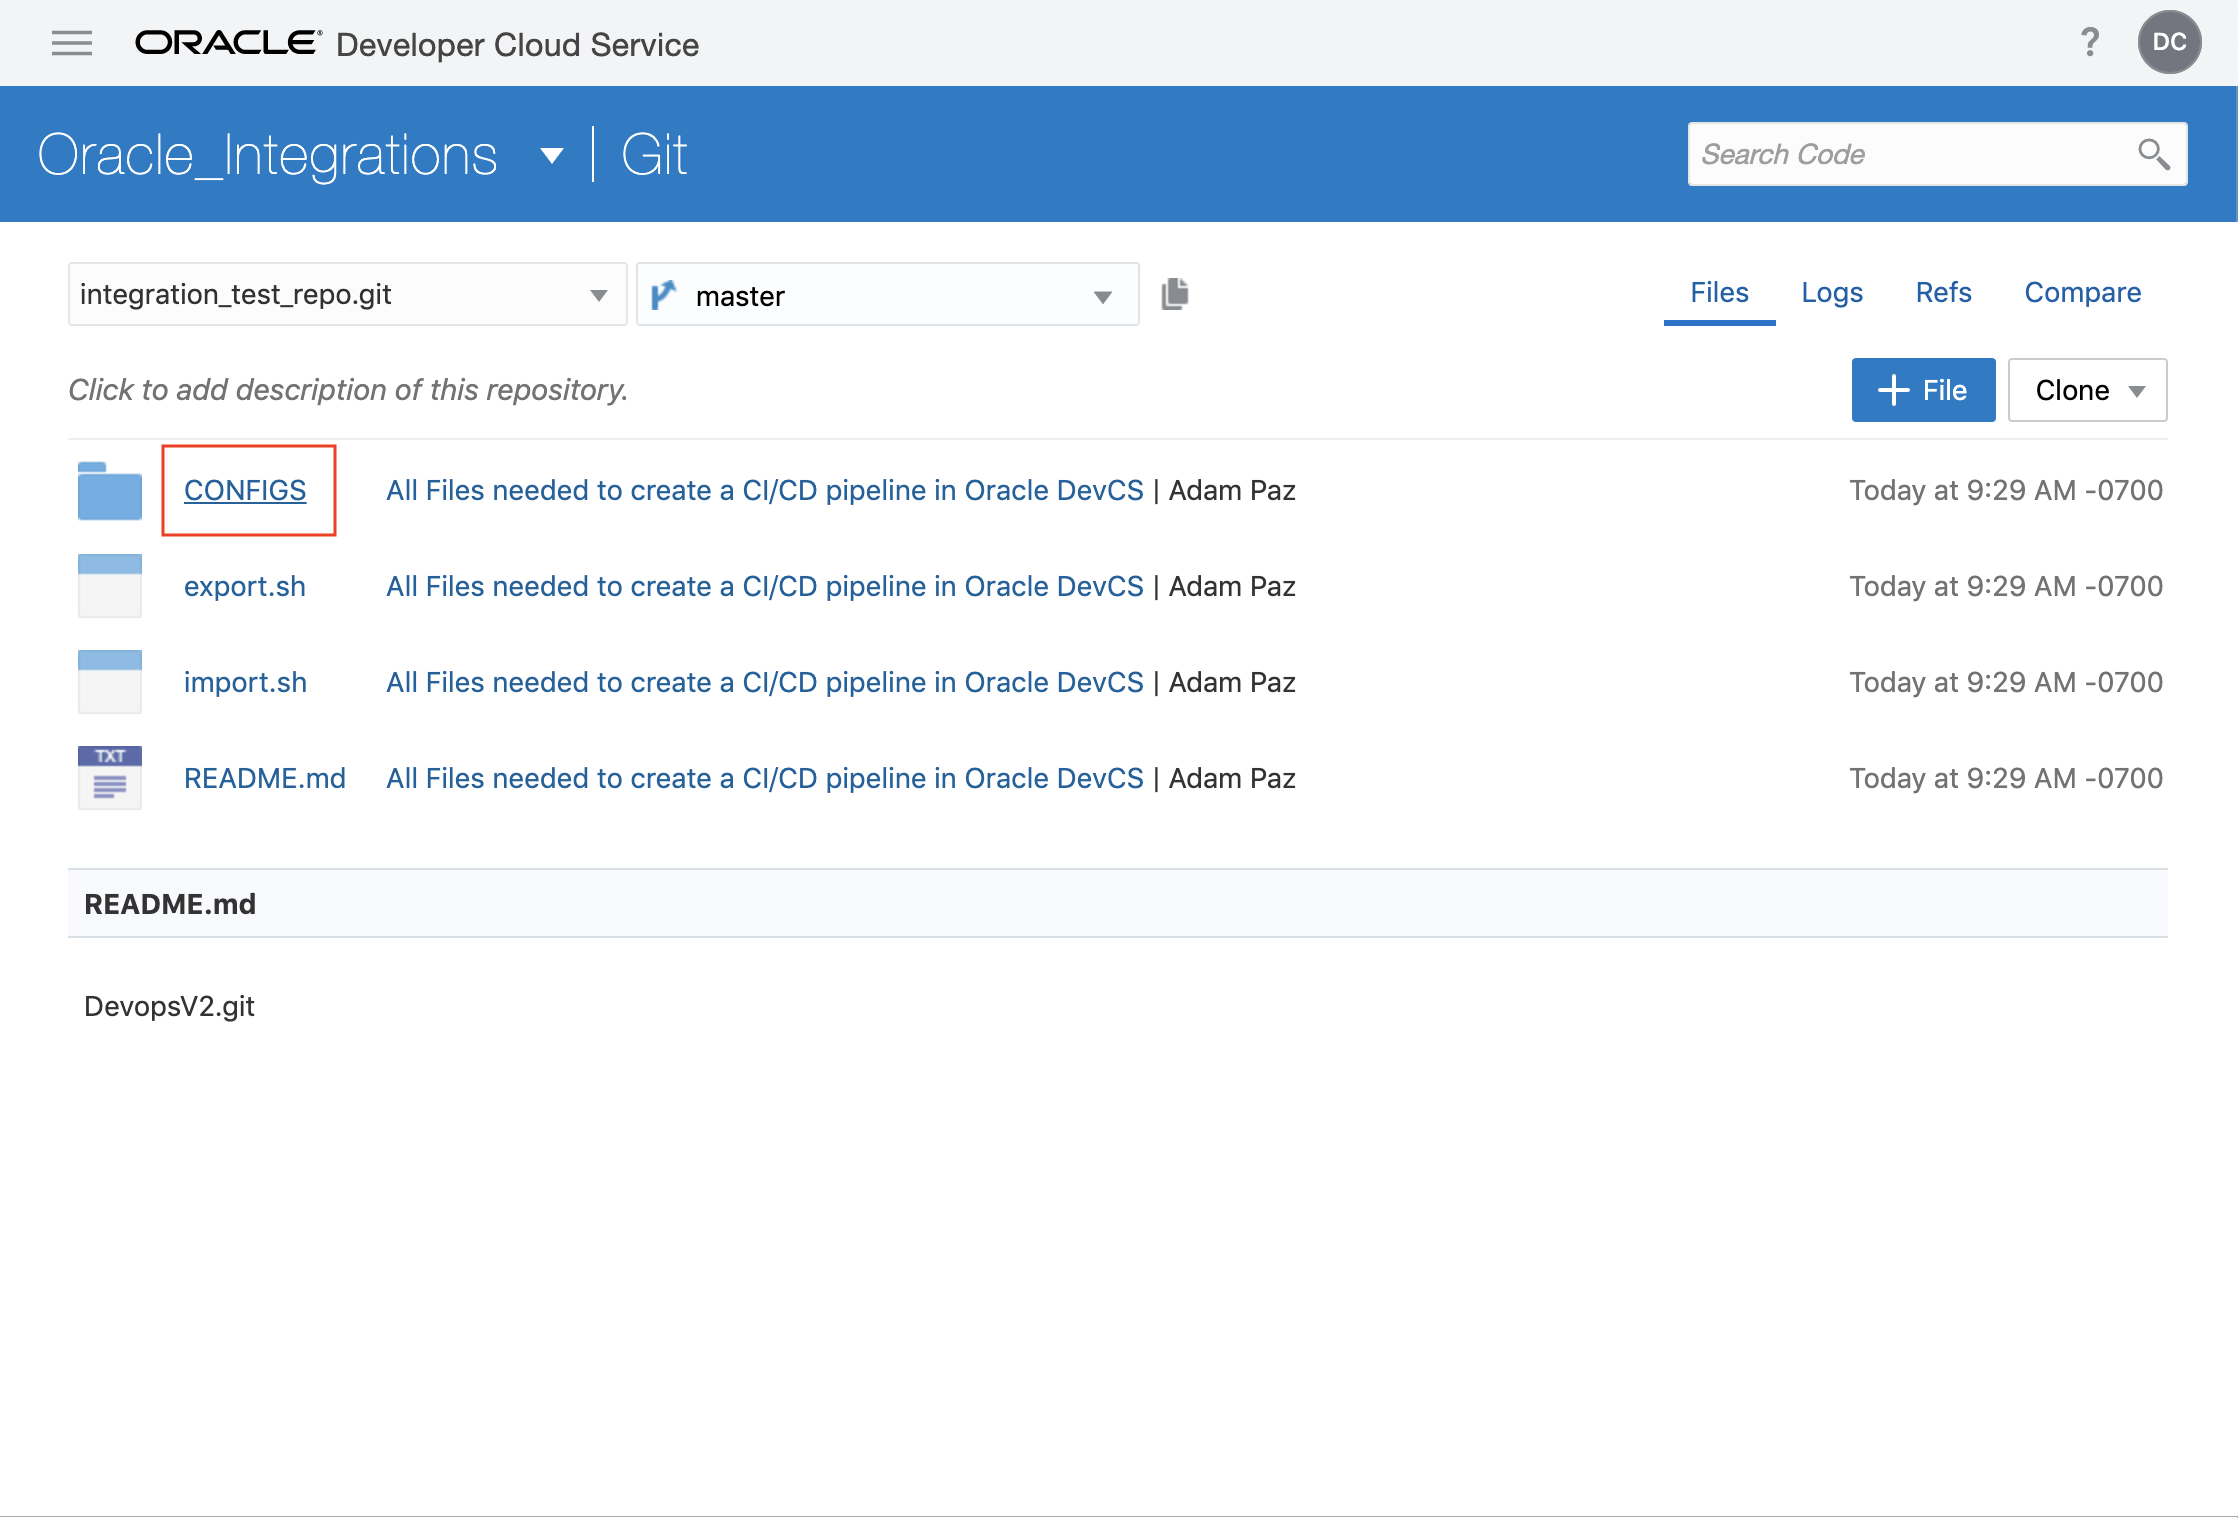 ORACLE® Developer Cloud Service ? DC
Oracle_Integrations | Git Search Code
integration_test_repo.git master Files Logs Refs Compare
Click to add description of this repository. + File Clone
CONFIGS All Files needed to create a CI/CD pipeline in Oracle DevCS | Adam Paz Today at 9:29 AM -0700
export.sh All Files needed to create a CI/CD pipeline in Oracle DevCS | Adam Paz Today at 9:29 AM -0700
import.sh All Files needed to create a CI/CD pipeline in Oracle DevCS | Adam Paz Today at 9:29 AM -0700
TXT README.md All Files needed to create a CI/CD pipeline in Oracle DevCS | Adam Paz Today at 9:29 AM -0700
README.md
DevopsV2.git